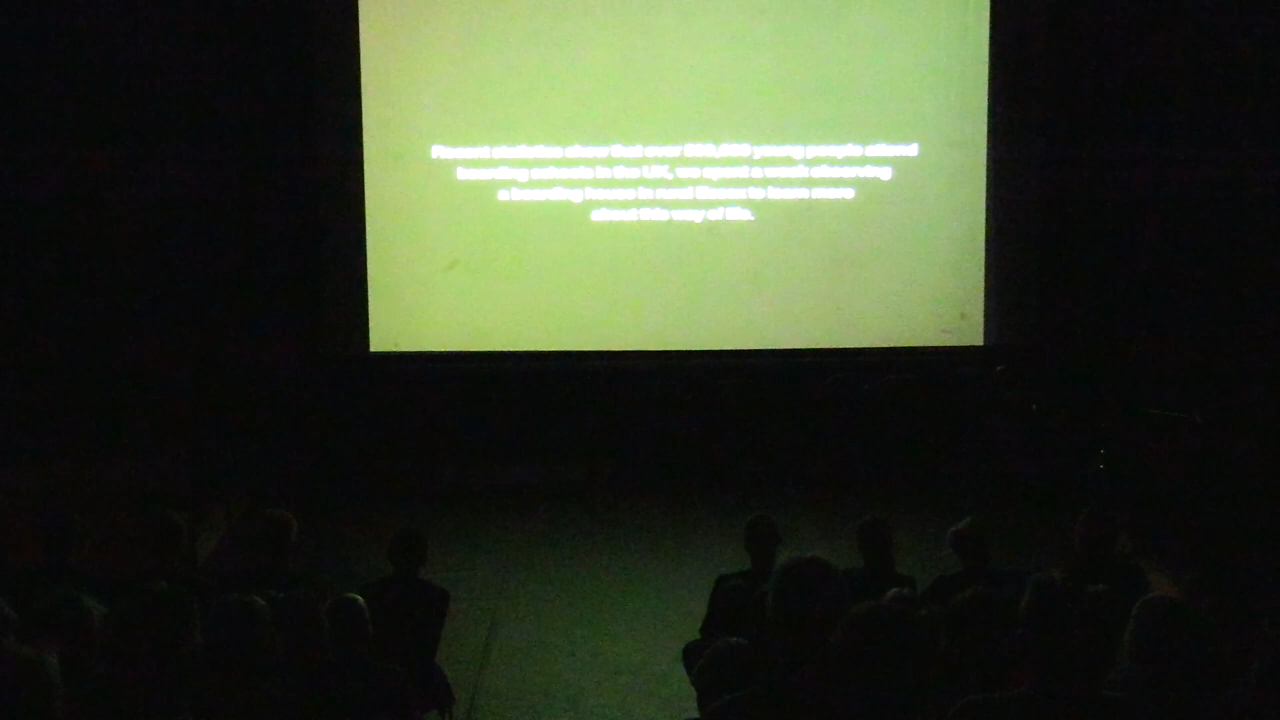 Recent statistics show that over young people attend
boarding schools in the UK, we spent a week observing
a boarding house in rural to learn more
about this way of life.